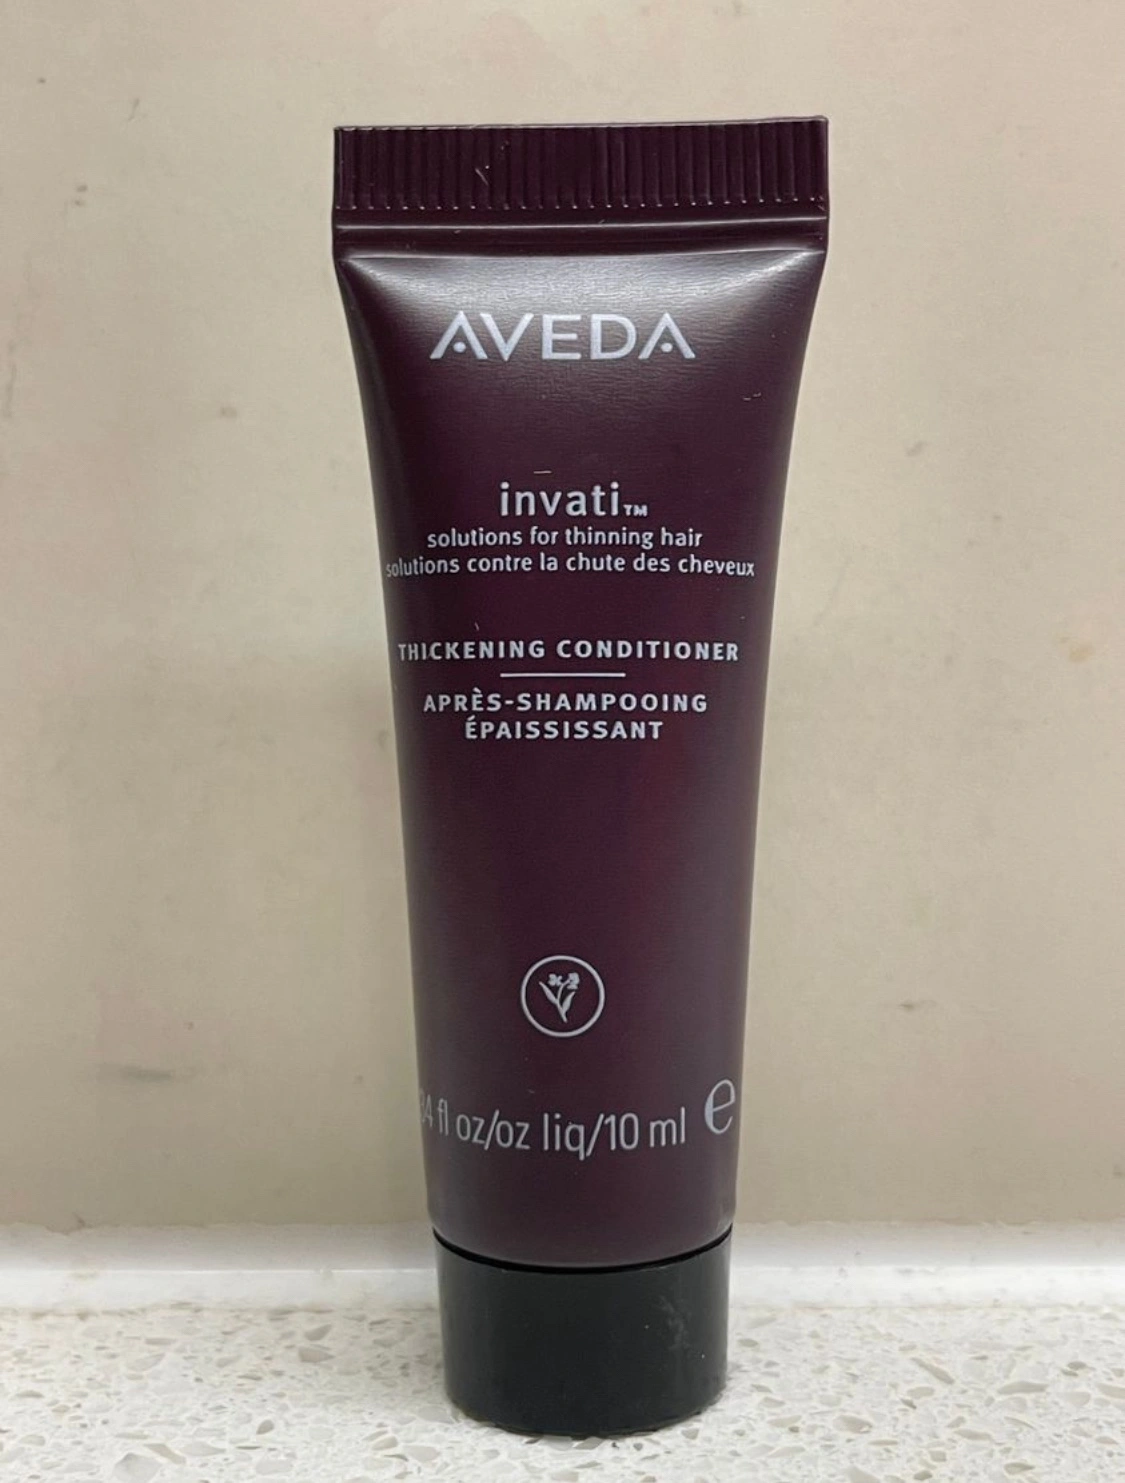 AVEDA
invati™
solutions for thinning hair
solutions contre la chute des cheveux
THICKENING CONDITIONER
APRÈS-SHAMPOOING
ÉPAISSISSANT
34 fl oz/oz liq/10 ml ℮